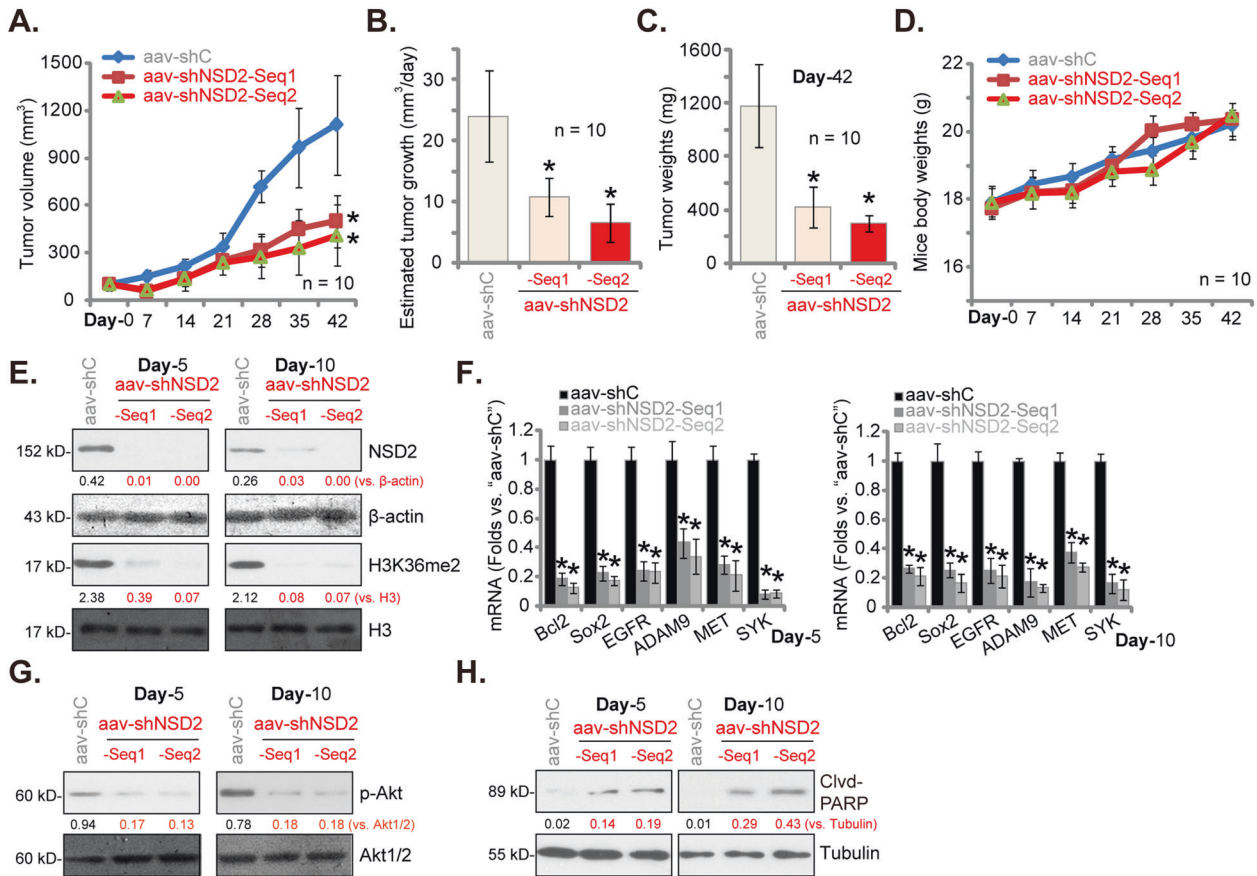 A.
aav-shC
aav-shNSD2-Seq1
aav-shNSD2-Seq2
Tumor volume (mm³)
1500
1200
900
600
300
0
*
*
n = 10
Day-0 7 14 21 28 35 42
B.
Estimated tumor growth (mm³/day)
40
30
20
10
0
n = 10
*
*
aav-shC
-Seq1 -Seq2
aav-shNSD2
C.
Tumor weights (mg)
1600
1200
800
400
0
Day-42
n = 10
*
*
aav-shC
-Seq1 -Seq2
aav-shNSD2
D.
aav-shC
aav-shNSD2-Seq1
aav-shNSD2-Seq2
Mice body weights (g)
22
20
18
16
n = 10
Day-0 7 14 21 28 35 42
E.
aav-shC
Day-5
aav-shNSD2
-Seq1 -Seq2
aav-shC
Day-10
aav-shNSD2
-Seq1 -Seq2
152 kD- NSD2
0.42 0.01 0.00 0.26 0.03 0.00 (vs. β-actin)
43 kD- β-actin
17 kD- H3K36me2
2.38 0.39 0.07 2.12 0.08 0.07 (vs. H3)
17 kD- H3
F.
aav-shC
aav-shNSD2-Seq1
aav-shNSD2-Seq2
mRNA (Folds vs. “aav-shC”)
1.2
1
0.8
0.6
0.4
0.2
0
** ** ** ** ** **
Bcl2 Sox2 EGFR ADAM9 MET SYK
Day-5
aav-shC
aav-shNSD2-Seq1
aav-shNSD2-Seq2
mRNA (Folds vs. “aav-shC”)
1.2
1
0.8
0.6
0.4
0.2
0
** ** ** ** ** **
Bcl2 Sox2 EGFR ADAM9 MET SYK
Day-10
G.
aav-shC
Day-5
aav-shNSD2
-Seq1 -Seq2
aav-shC
Day-10
aav-shNSD2
-Seq1 -Seq2
60 kD- p-Akt
0.94 0.17 0.13 0.78 0.18 0.18 (vs. Akt1/2)
60 kD- Akt1/2
H.
aav-shC
Day-5
aav-shNSD2
-Seq1 -Seq2
aav-shC
Day-10
aav-shNSD2
-Seq1 -Seq2
89 kD- Clvd-
PARP
0.02 0.14 0.19 0.01 0.29 0.43 (vs. Tubulin)
55 kD- Tubulin